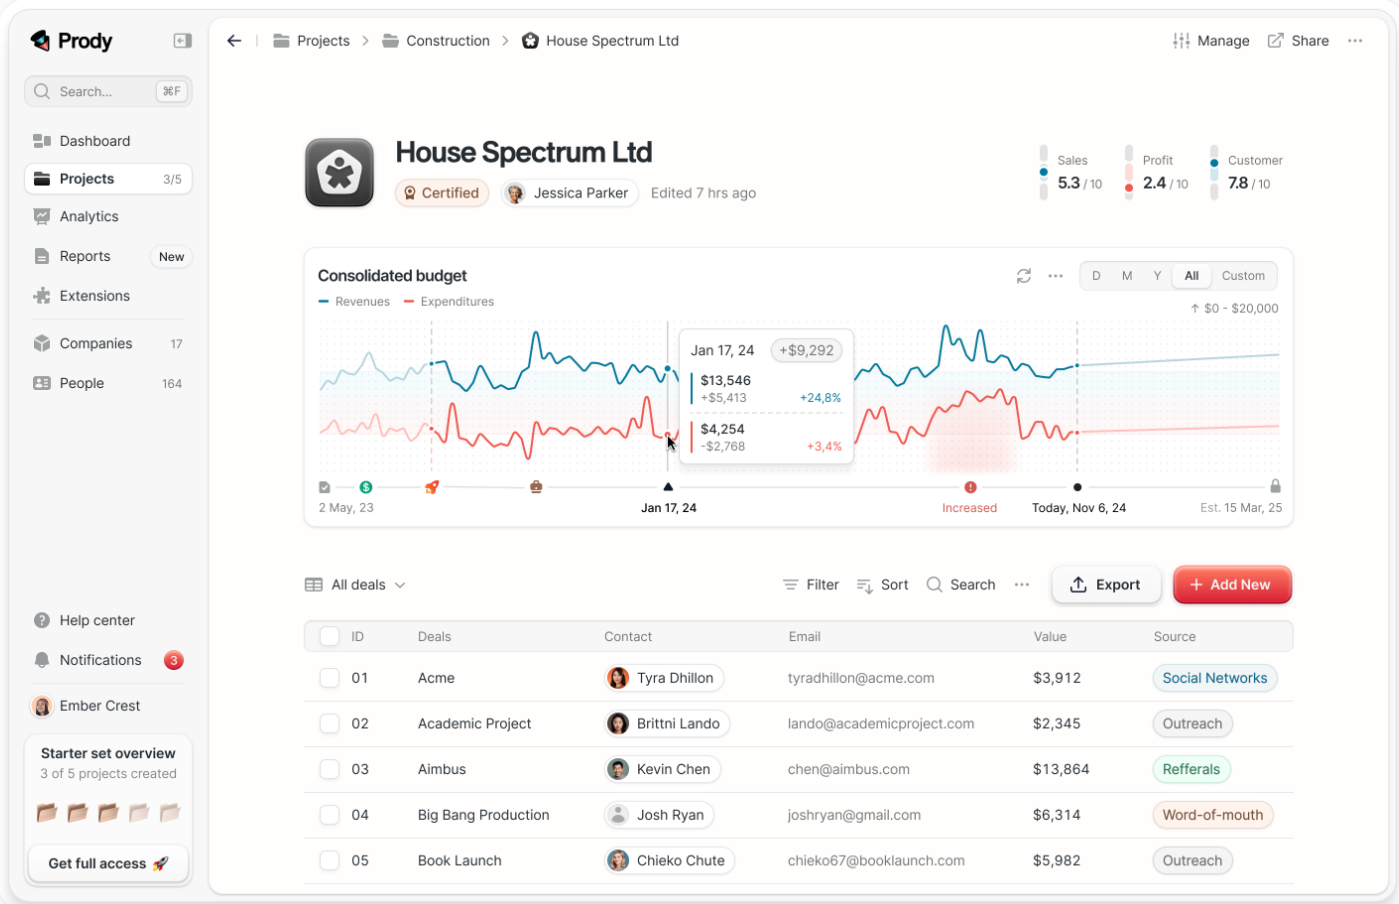 Prody
Search...
⌘F
Dashboard
Projects 3/5
Analytics
Reports New
Extensions
Companies 17
People 164
Help center
Notifications 3
Ember Crest
Starter set overview
3 of 5 projects created
Get full access
Projects > Construction > House Spectrum Ltd
Manage Share
House Spectrum Ltd
Certified Jessica Parker Edited 7 hrs ago
Sales
5.3 / 10
Profit
2.4 / 10
Customer
7.8 / 10
Consolidated budget
D M Y All Custom
Revenues Expenditures
↑ $0 - $20,000
Jan 17, 24 +$9,292
$13,546
+$5,413 +24,8%
$4,254
-$2,768 +3,4%
2 May, 23 Jan 17, 24 Increased Today, Nov 6, 24 Est. 15 Mar, 25
All deals
Filter Sort Search Export + Add New
ID Deals Contact Email Value Source
01 Acme Tyra Dhillon tyradhillon@acme.com $3,912 Social Networks
02 Academic Project Brittni Lando lando@academicproject.com $2,345 Outreach
03 Aimbus Kevin Chen chen@aimbus.com $13,864 Refferals
04 Big Bang Production Josh Ryan joshryan@gmail.com $6,314 Word-of-mouth
05 Book Launch Chieko Chute chieko67@booklaunch.com $5,982 Outreach